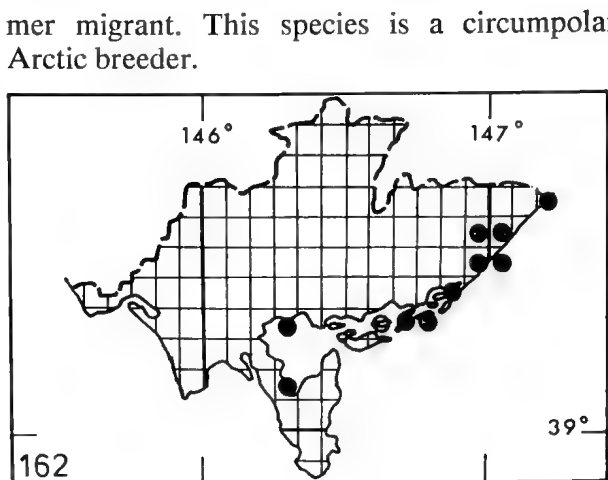 mer migrant. This species is a circumpolar
Arctic breeder.
146° 147°
39°
162